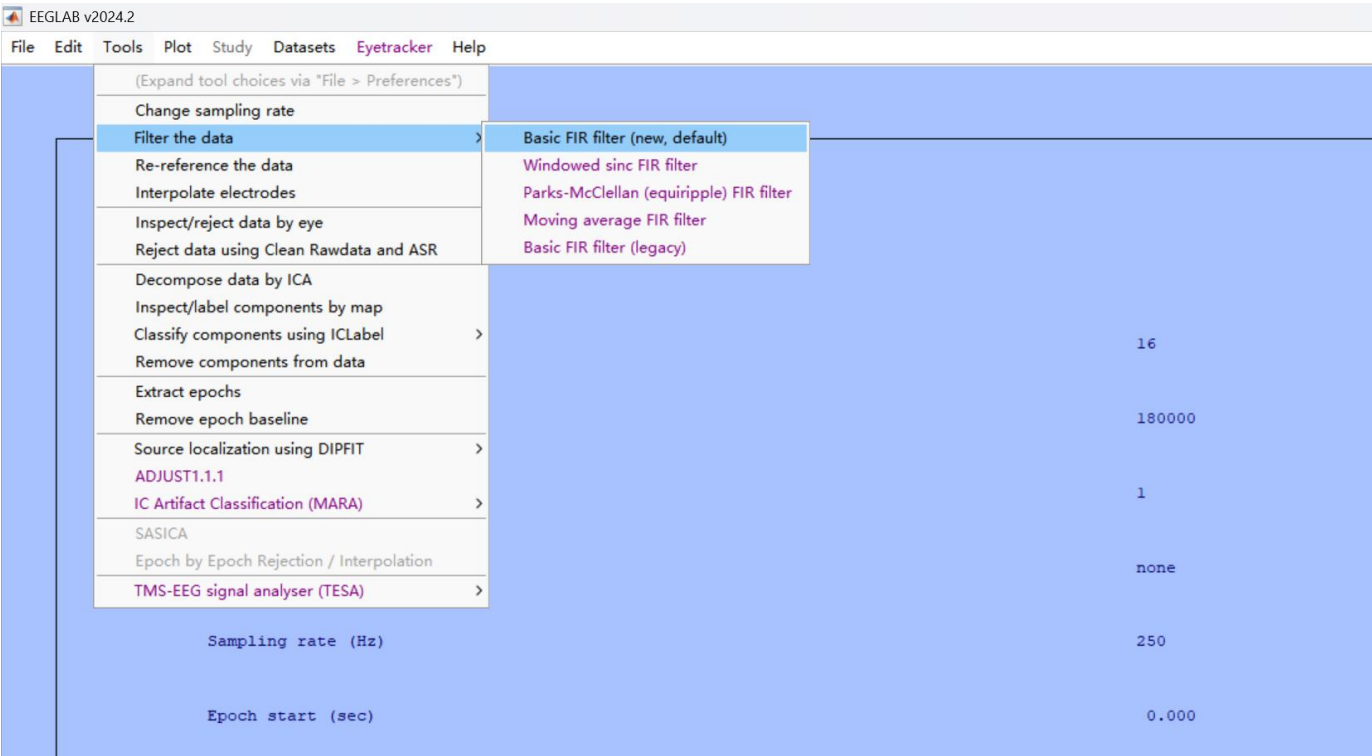 EEGLAB v2024.2
File Edit Tools Plot Study Datasets Eyetracker Help
(Expand tool choices via "File > Preferences")
Change sampling rate
Filter the data >
Basic FIR filter (new, default)
Re-reference the data
Windowed sinc FIR filter
Interpolate electrodes
Parks-McClellan (equiripple) FIR filter
Inspect/reject data by eye
Moving average FIR filter
Reject data using Clean Rawdata and ASR
Basic FIR filter (legacy)
Decompose data by ICA
Inspect/label components by map
Classify components using ICLabel >
16
Remove components from data
Extract epochs
Remove epoch baseline
180000
Source localization using DIPFIT >
ADJUST1.1.1
IC Artifact Classification (MARA) >
1
SASICA
Epoch by Epoch Rejection / Interpolation
none
TMS-EEG signal analyser (TESA) >
Sampling rate (Hz) 250
Epoch start (sec) 0.000